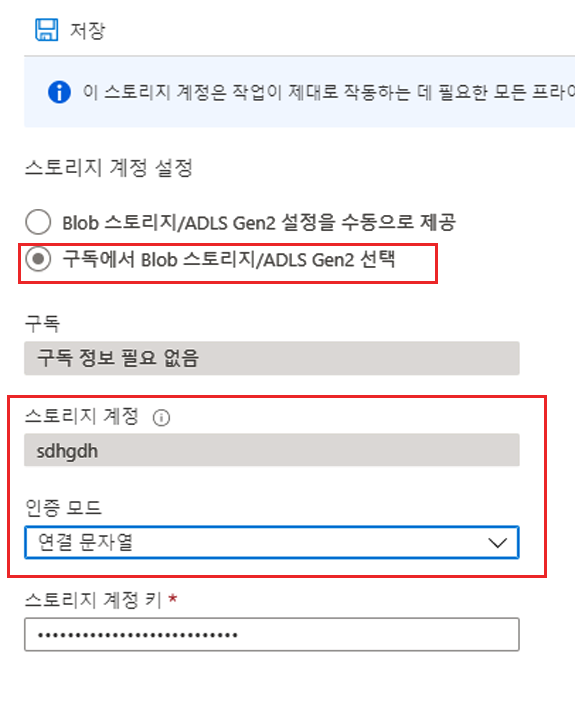 저장
이 스토리지 계정은 작업이 제대로 작동하는 데 필요한 모든
스토리지 계정 설정
Blob 스토리지/ADLS Gen2 설정을 수동으로 제공
구독에서 Blob 스토리지/ADLS Gen2 선택
구독
구독 정보 필요 없음
스토리지 계정
sdhgdh
인증 모드
연결 문자열
스토리지 계정 키 *
•••••••••••••••••••••••••••